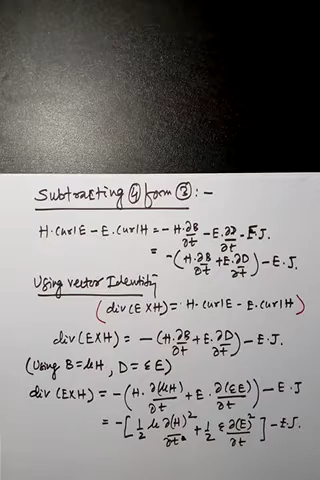 Subtracting ④ form ③ :-
H. Curl E - E. Curl H = - H. ∂B/∂t - E. ∂D/∂t - E J.
= -(H. ∂B/∂t + E. ∂D/∂t) - E. J.
Using vector Identity
(div (E×H) = H. Curl E - E. Curl H)
div (E×H) = -(H. ∂B/∂t + E. ∂D/∂t) - E. J.
(Using B = μH, D = εE)
div (E×H) = -(H. ∂(μH)/∂t + E. ∂(εE)/∂t) - E. J
= -[1/2 μ ∂(H)²/∂t + 1/2 ε ∂(E)²/∂t] - E. J.